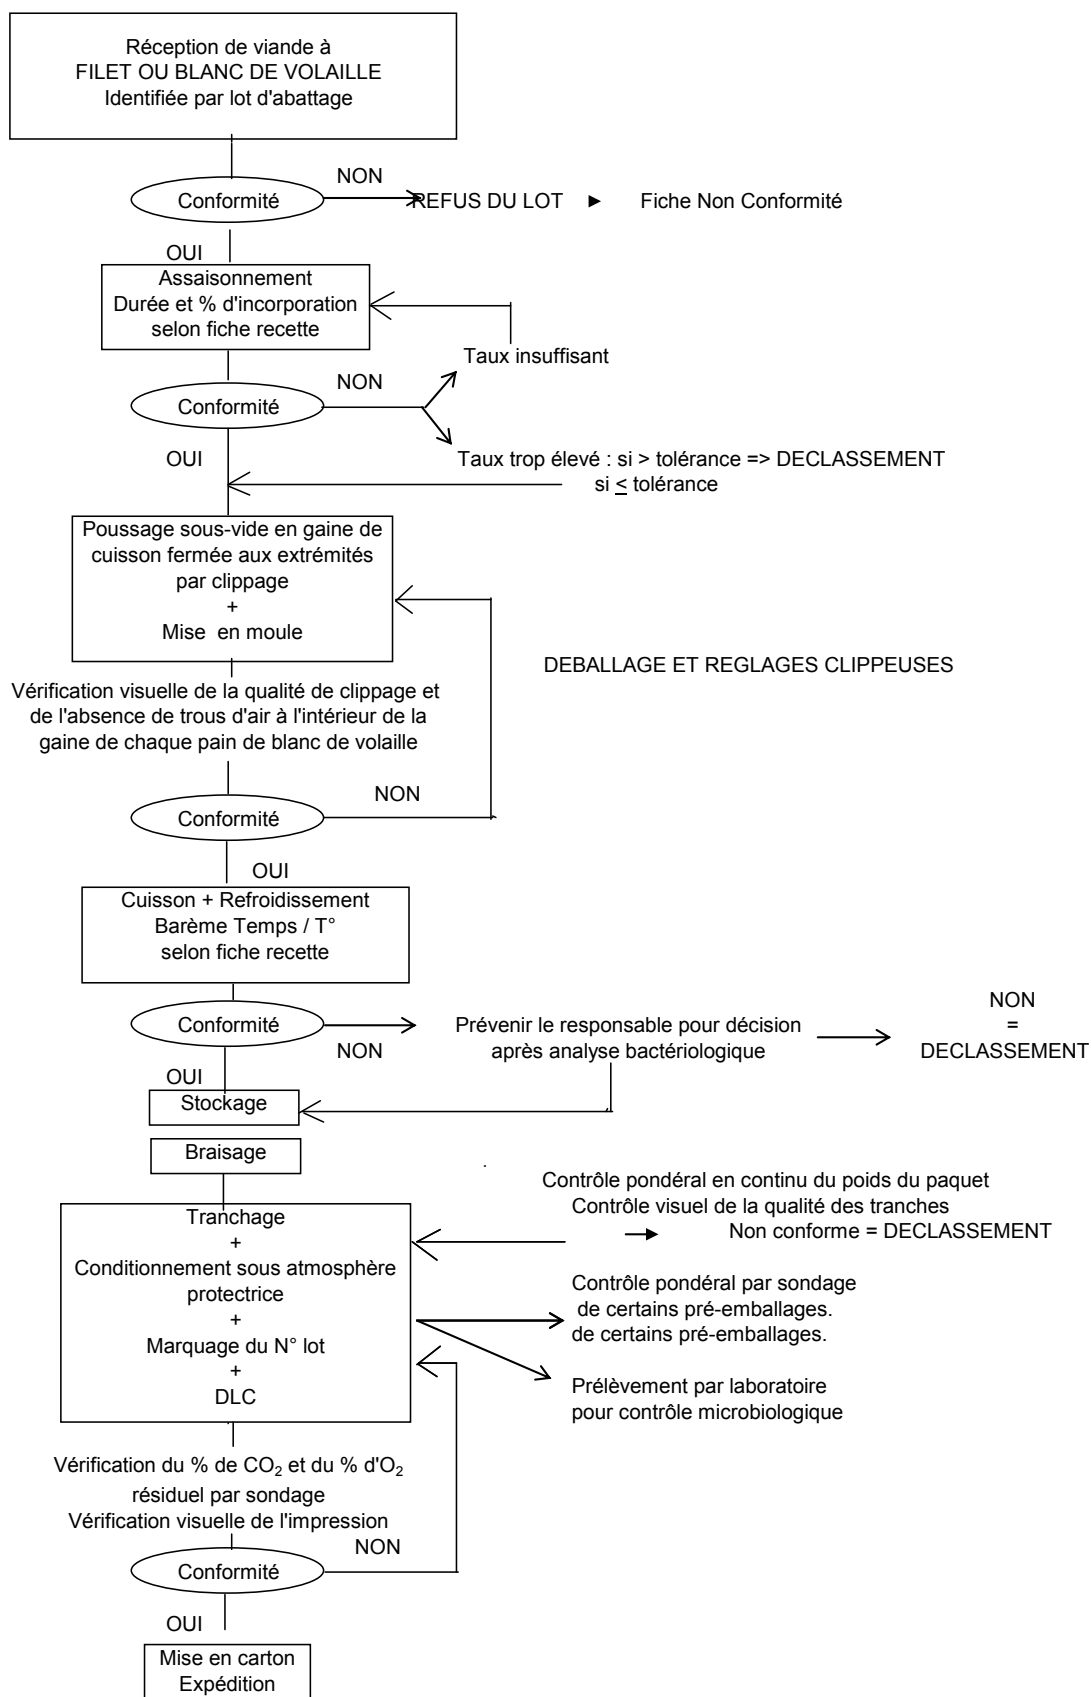 Réception de viande à
FILET OU BLANC DE VOLAILLE
Identifiée par lot d'abattage
NON
Conformité
REFUS DU LOT ► Fiche Non Conformité
OUI
Assaisonnement
Durée et % d'incorporation
selon fiche recette
Taux insuffisant
NON
Conformité
OUI
Taux trop élevé : si > tolérance => DECLASSEMENT
si ≤ tolérance
Poussage sous-vide en gaine de
cuisson fermée aux extrémités
par clippage
+
Mise en moule
DEBALLAGE ET REGLAGES CLIPPEUSES
Vérification visuelle de la qualité de clippage et
de l'absence de trous d'air à l'intérieur de la
gaine de chaque pain de blanc de volaille
NON
Conformité
OUI
Cuisson + Refroidissement
Barème Temps / T°
selon fiche recette
Conformité
NON
Prévenir le responsable pour décision
après analyse bactériologique
NON
=
DECLASSEMENT
OUI
Stockage
Braisage
Contrôle pondéral en continu du poids du paquet
Contrôle visuel de la qualité des tranches
Non conforme = DECLASSEMENT
Tranchage
+
Conditionnement sous atmosphère
protectrice
+
Marquage du N° lot
+
DLC
Contrôle pondéral par sondage
de certains pré-emballages.
de certains pré-emballages.
Prélèvement par laboratoire
pour contrôle microbiologique
Vérification du % de CO2 et du % d'O2
résiduel par sondage
Vérification visuelle de l'impression
NON
Conformité
OUI
Mise en carton
Expédition